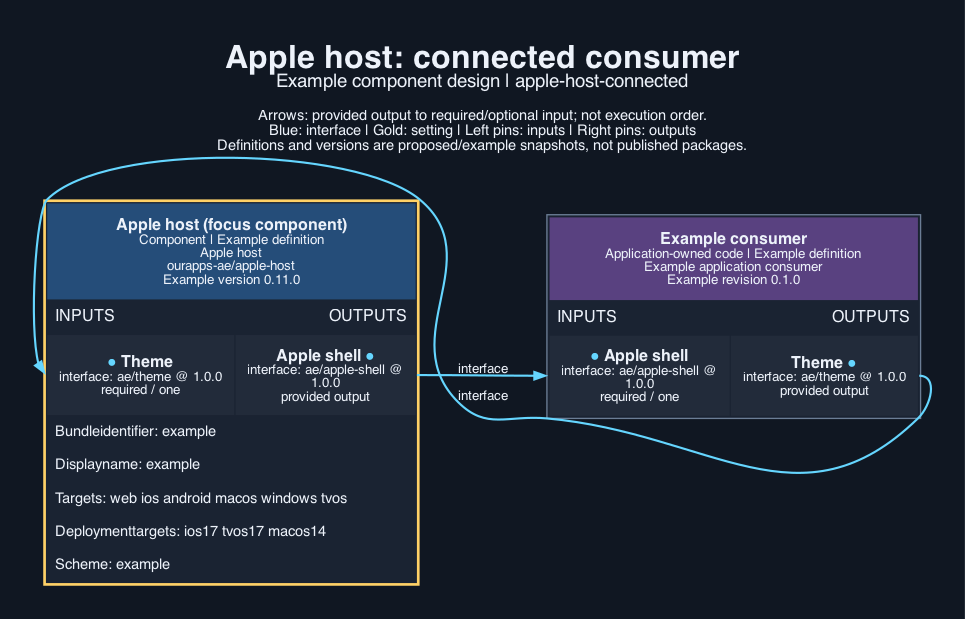 Apple host: connected consumer
Example component design | apple-host-connected
Arrows: provided output to required/optional input; not execution order.
Blue: interface | Gold: setting | Left pins: inputs | Right pins: outputs
Definitions and versions are proposed/example snapshots, not published packages.
Apple host (focus component)
Component | Example definition
Apple host
ourapps-ae/apple-host
Example version 0.11.0
INPUTS
OUTPUTS
Theme
interface: ae/theme @ 1.0.0
required / one
Apple shell
interface: ae/apple-shell @
1.0.0
provided output
Bundleidentifier: example
Displayname: example
Targets: web ios android macos windows tvos
Deploymenttargets: ios17 tvos17 macos14
Scheme: example
interface
interface
Example consumer
Application-owned code | Example definition
Example application consumer
Example revision 0.1.0
INPUTS
OUTPUTS
Apple shell
interface: ae/apple-shell @
1.0.0
required / one
Theme
interface: ae/theme @ 1.0.0
provided output